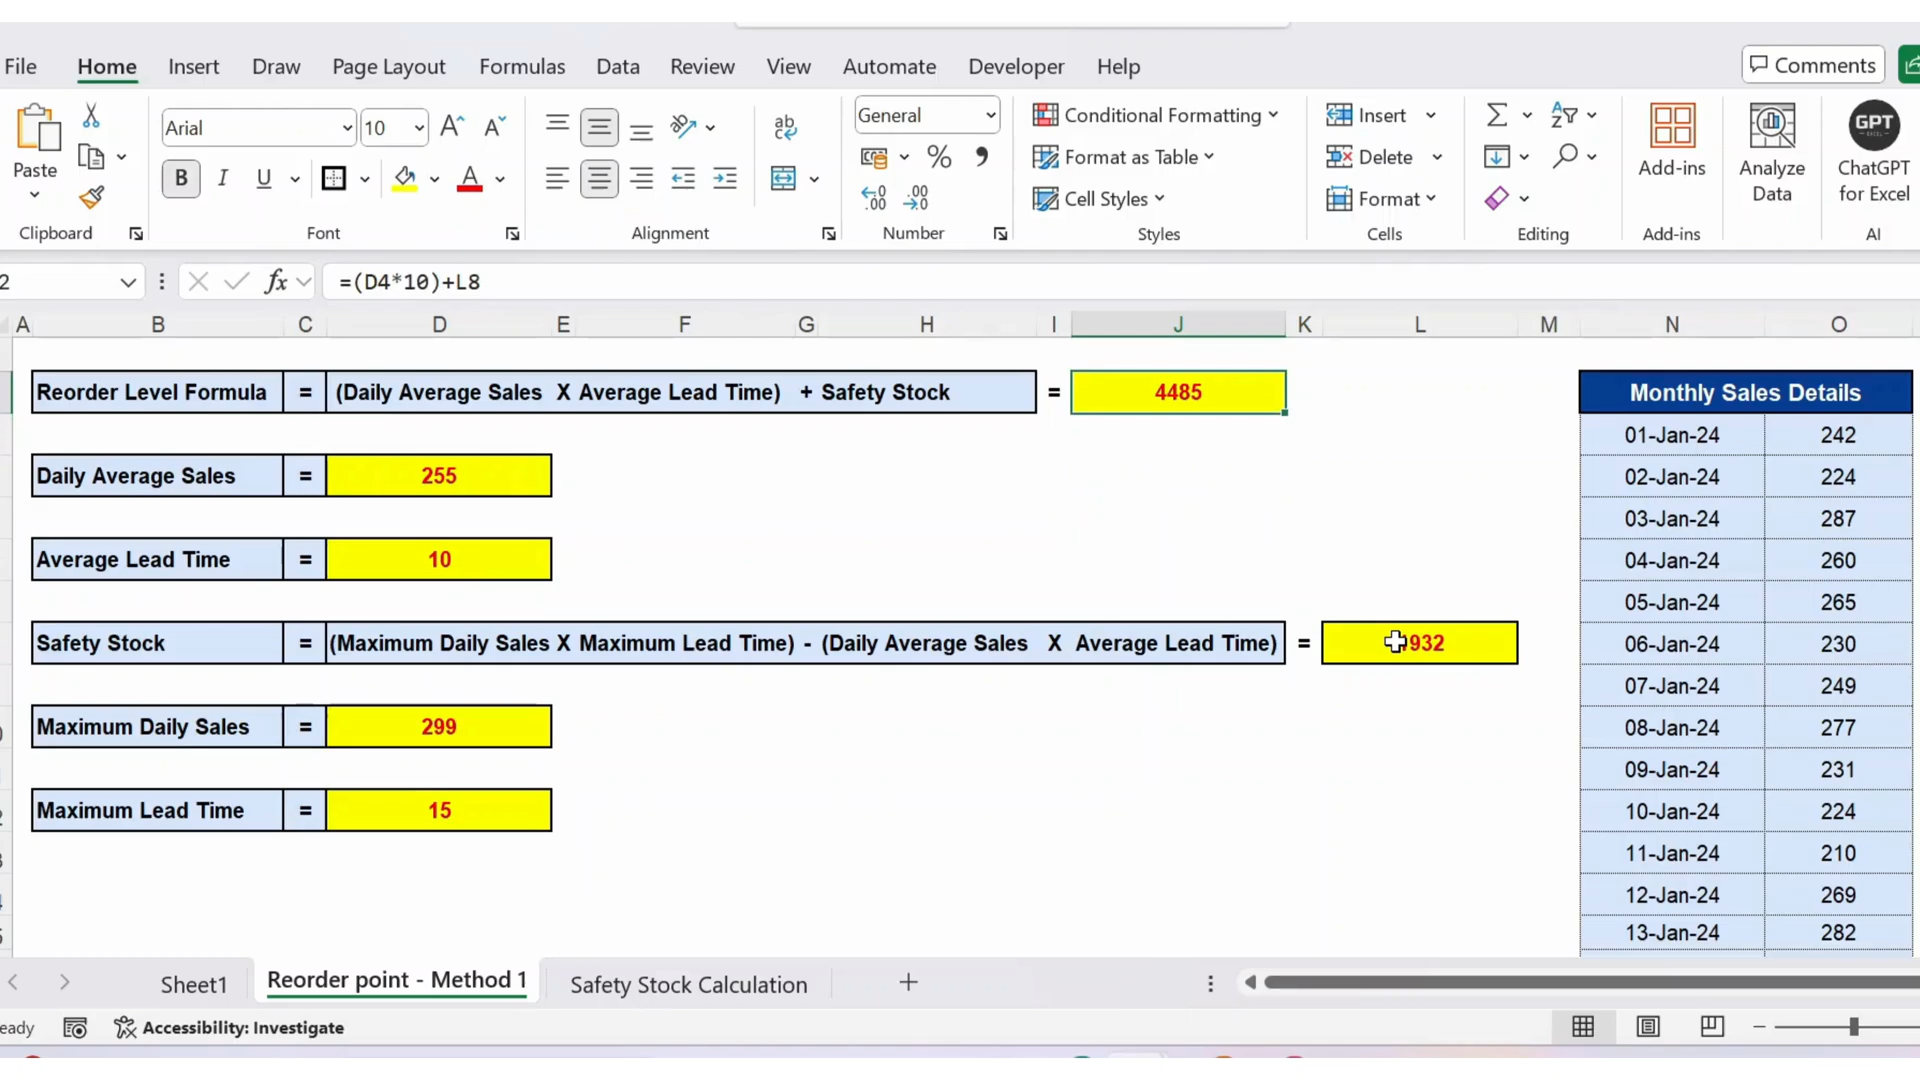 File Home Insert Draw Page Layout Formulas Data Review View Automate Developer Help Comments
Paste
Arial 10
B I U A
Clipboard Font Alignment
General
% ,
Number
Conditional Formatting
Format as Table
Cell Styles
Styles
Insert
Delete
Format
Cells
Editing
Add-ins
Add-ins
Analyze
Data
GPT
ChatGPT
for Excel
AI
2 fx =(D4*10)+L8
A B C D E F G H I J K L M N O
Reorder Level Formula = (Daily Average Sales X Average Lead Time) + Safety Stock = 4485
Daily Average Sales = 255
Average Lead Time = 10
Safety Stock = (Maximum Daily Sales X Maximum Lead Time) - (Daily Average Sales X Average Lead Time) = 932
Maximum Daily Sales = 299
Maximum Lead Time = 15
Monthly Sales Details
01-Jan-24 242
02-Jan-24 224
03-Jan-24 287
04-Jan-24 260
05-Jan-24 265
06-Jan-24 230
07-Jan-24 249
08-Jan-24 277
09-Jan-24 231
10-Jan-24 224
11-Jan-24 210
12-Jan-24 269
13-Jan-24 282
Sheet1 Reorder point - Method 1 Safety Stock Calculation
eady Accessibility: Investigate